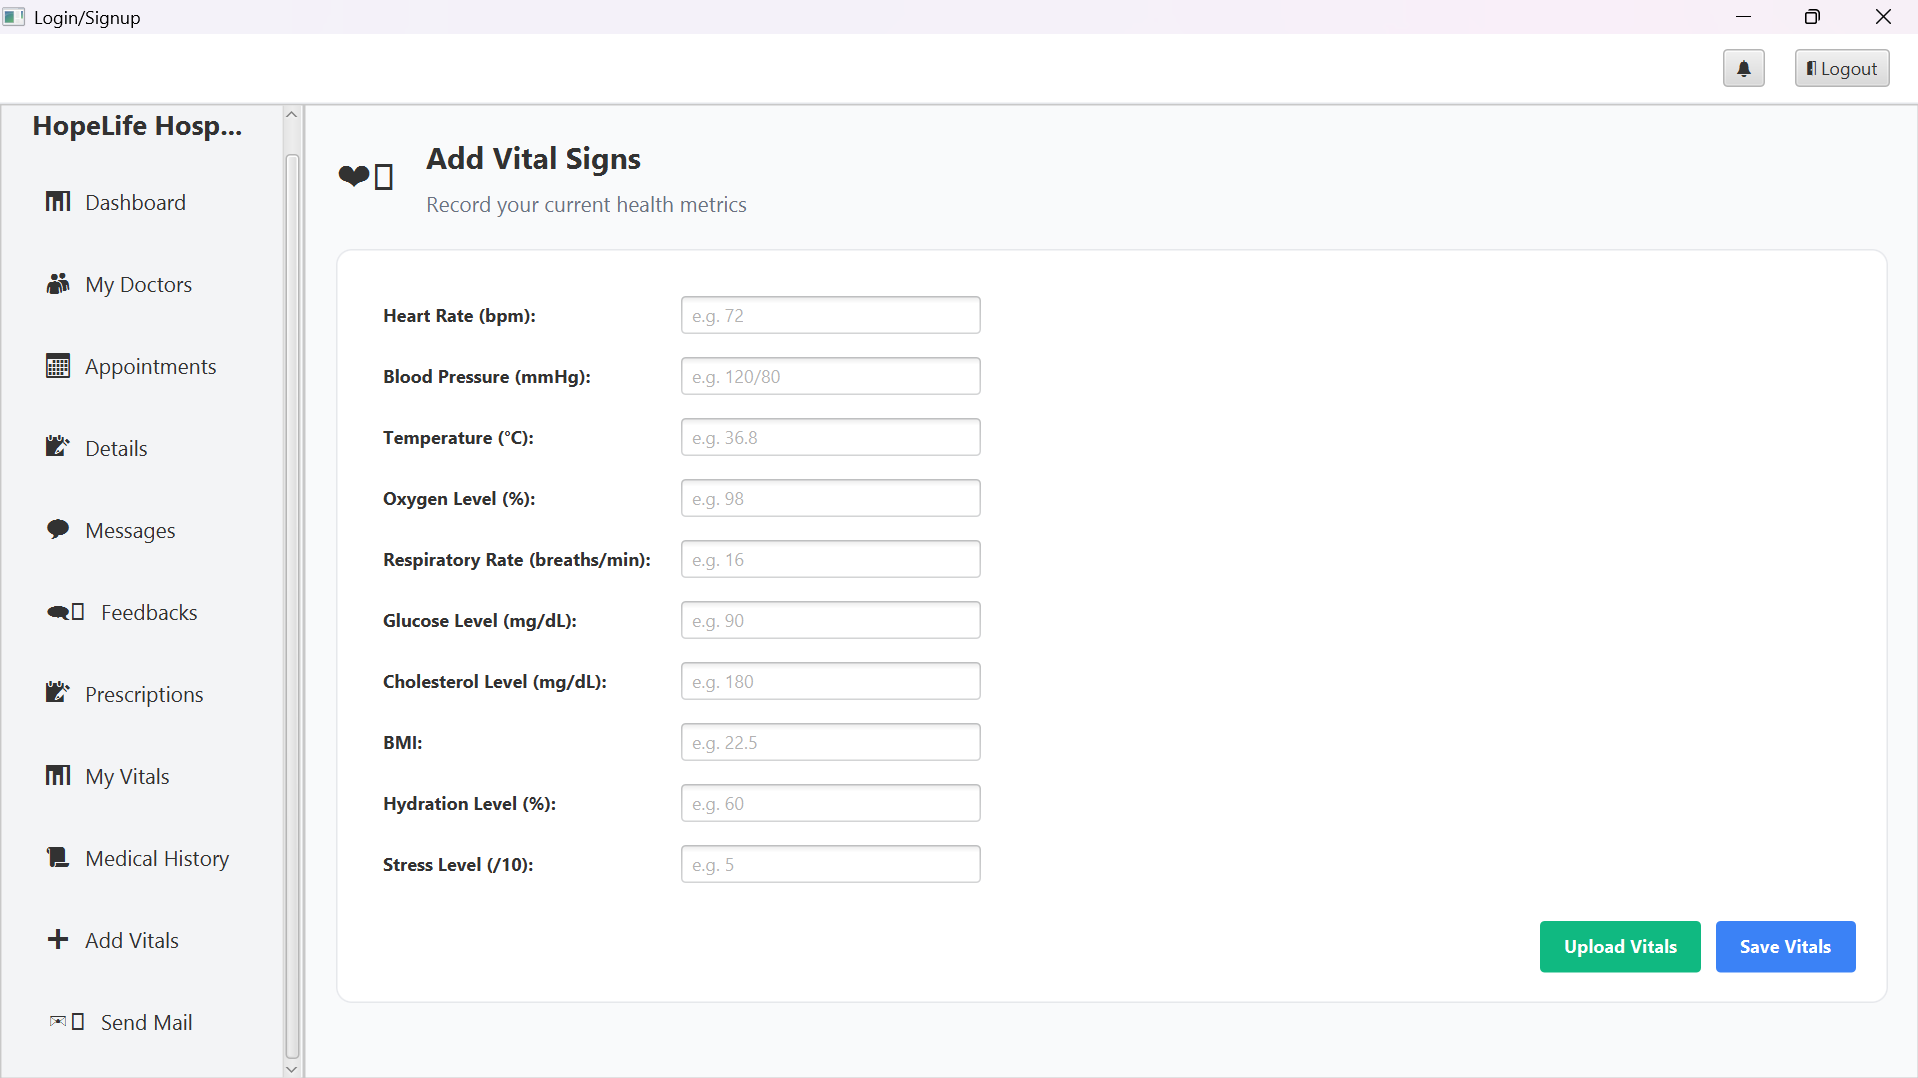 Login/Signup
Logout
HopeLife Hosp...
Dashboard
My Doctors
Appointments
Details
Messages
Feedbacks
Prescriptions
My Vitals
Medical History
Add Vitals
Send Mail
Add Vital Signs
Record your current health metrics
Heart Rate (bpm): e.g. 72
Blood Pressure (mmHg): e.g. 120/80
Temperature (°C): e.g. 36.8
Oxygen Level (%): e.g. 98
Respiratory Rate (breaths/min): e.g. 16
Glucose Level (mg/dL): e.g. 90
Cholesterol Level (mg/dL): e.g. 180
BMI: e.g. 22.5
Hydration Level (%): e.g. 60
Stress Level (/10): e.g. 5
Upload Vitals Save Vitals